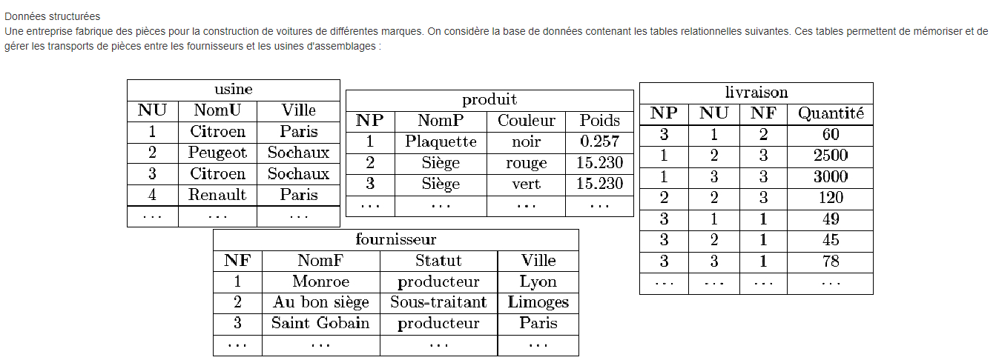 Données structurées
Une entreprise fabrique des pièces pour la construction de voitures de différentes marques. On considère la base de données contenant les tables relationnelles suivantes. Ces tables permettent de mémoriser et de
gérer les transports de pièces entre les fournisseurs et les usines d'assemblages :
usine
NU NomU Ville
1 Citroen Paris
2 Peugeot Sochaux
3 Citroen Sochaux
4 Renault Paris
... ... ...
produit
NP NomP Couleur Poids
1 Plaquette noir 0.257
2 Siège rouge 15.230
3 Siège vert 15.230
... ... ... ...
livraison
NP NU NF Quantité
3 1 2 60
1 2 3 2500
1 3 3 3000
2 2 3 120
3 1 1 49
3 2 1 45
3 3 1 78
... ... ... ...
fournisseur
NF NomF Statut Ville
1 Monroe producteur Lyon
2 Au bon siège Sous-traitant Limoges
3 Saint Gobain producteur Paris
... ... ... ...